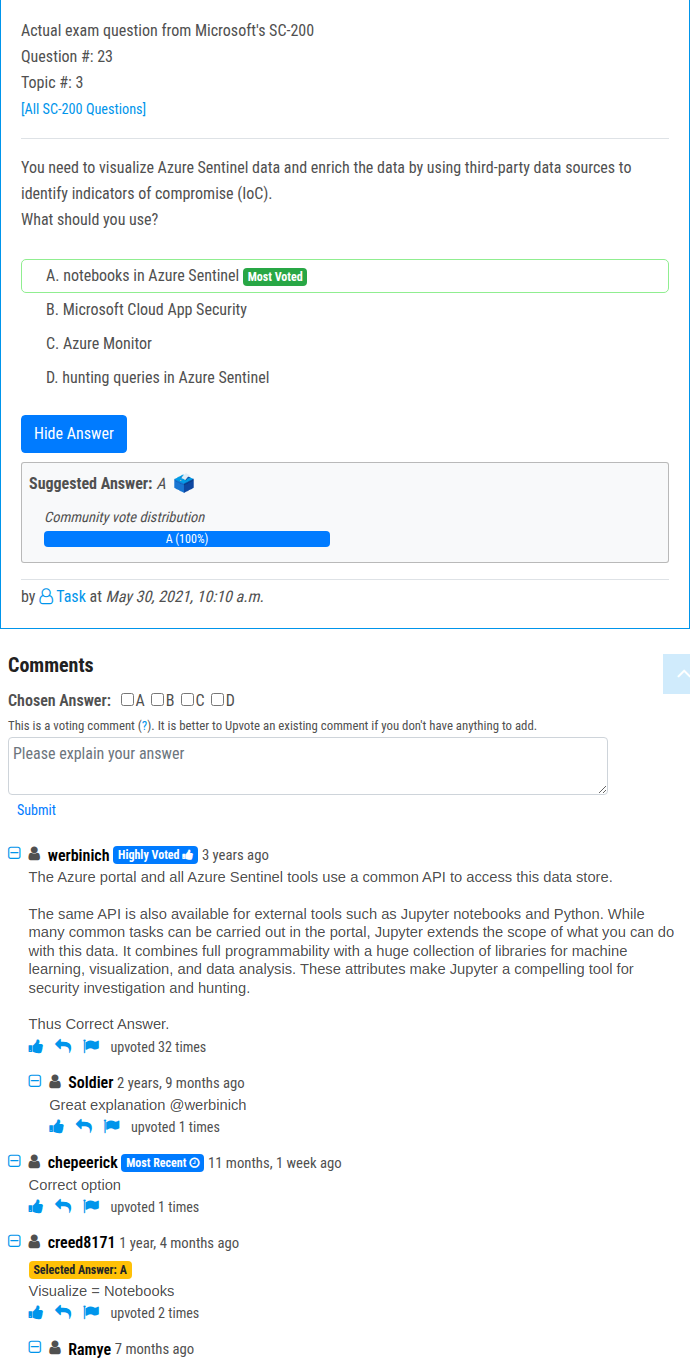 Actual exam question from Microsoft's SC-200
Question #: 23
Topic #: 3
[All SC-200 Questions]
You need to visualize Azure Sentinel data and enrich the data by using third-party data sources to
identify indicators of compromise (IoC).
What should you use?
A. notebooks in Azure Sentinel Most Voted
B. Microsoft Cloud App Security
C. Azure Monitor
D. hunting queries in Azure Sentinel
Hide Answer
Suggested Answer: A
Community vote distribution
A (100%)
by Task at May 30, 2021, 10:10 a.m.
Comments
Chosen Answer: A B C D
This is a voting comment (?). It is better to Upvote an existing comment if you don't have anything to add.
Please explain your answer
Submit
werbinich Highly Voted 3 years ago
The Azure portal and all Azure Sentinel tools use a common API to access this data store.
The same API is also available for external tools such as Jupyter notebooks and Python. While
many common tasks can be carried out in the portal, Jupyter extends the scope of what you can do
with this data. It combines full programmability with a huge collection of libraries for machine
learning, visualization, and data analysis. These attributes make Jupyter a compelling tool for
security investigation and hunting.
Thus Correct Answer.
upvoted 32 times
Soldier 2 years, 9 months ago
Great explanation @werbinich
upvoted 1 times
chepeerick Most Recent 11 months, 1 week ago
Correct option
upvoted 1 times
creed8171 1 year, 4 months ago
Selected Answer: A
Visualize = Notebooks
upvoted 2 times
Ramye 7 months ago